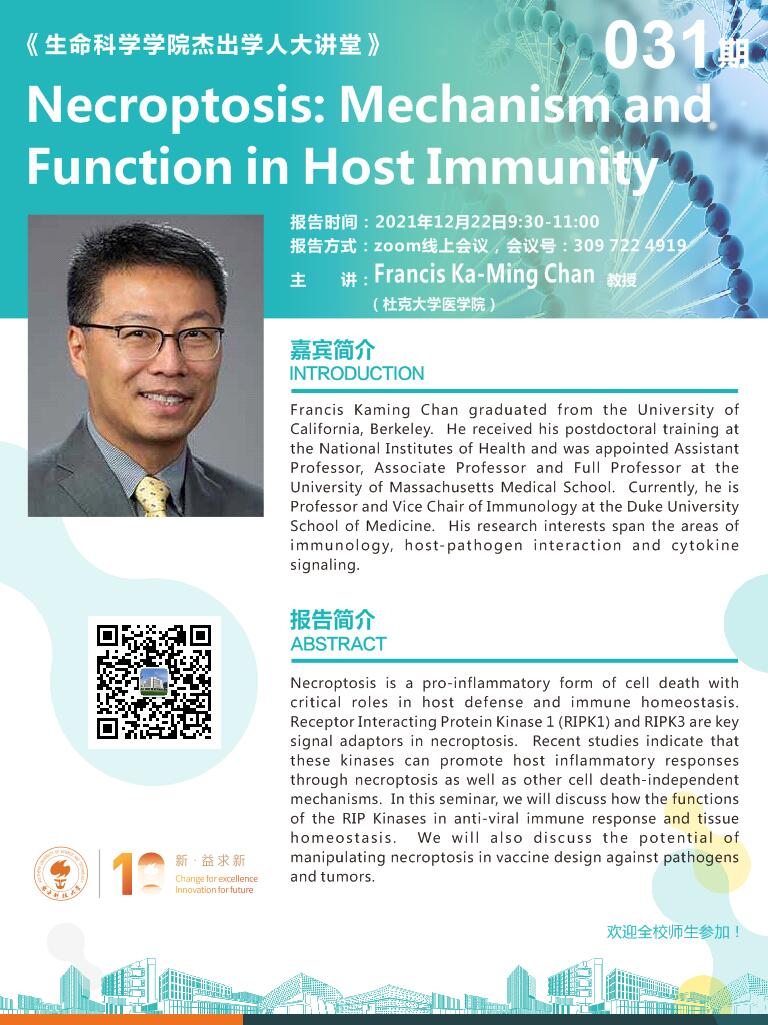 《生命科学学院杰出学人大讲堂》
031期
Necroptosis: Mechanism and
Function in Host Immunity
报告时间：2021年12月22日9:30-11:00
报告方式：zoom线上会议，会议号：309 722 4919
主 讲：Francis Ka-Ming Chan 教授
（杜克大学医学院）
嘉宾简介
INTRODUCTION
Francis Kaming Chan graduated from the University of
California, Berkeley. He received his postdoctoral training at
the National Institutes of Health and was appointed Assistant
Professor, Associate Professor and Full Professor at the
University of Massachusetts Medical School. Currently, he is
Professor and Vice Chair of Immunology at the Duke University
School of Medicine. His research interests span the areas of
immunology, host-pathogen interaction and cytokine
signaling.
报告简介
ABSTRACT
Necroptosis is a pro-inflammatory form of cell death with
critical roles in host defense and immune homeostasis.
Receptor Interacting Protein Kinase 1 (RIPK1) and RIPK3 are key
signal adaptors in necroptosis. Recent studies indicate that
these kinases can promote host inflammatory responses
through necroptosis as well as other cell death-independent
mechanisms. In this seminar, we will discuss how the functions
of the RIP Kinases in anti-viral immune response and tissue
homeostasis. We will also discuss the potential of
manipulating necroptosis in vaccine design against pathogens
and tumors.
新·益求新
Change for excellence
Innovation for future
欢迎全校师生参加！